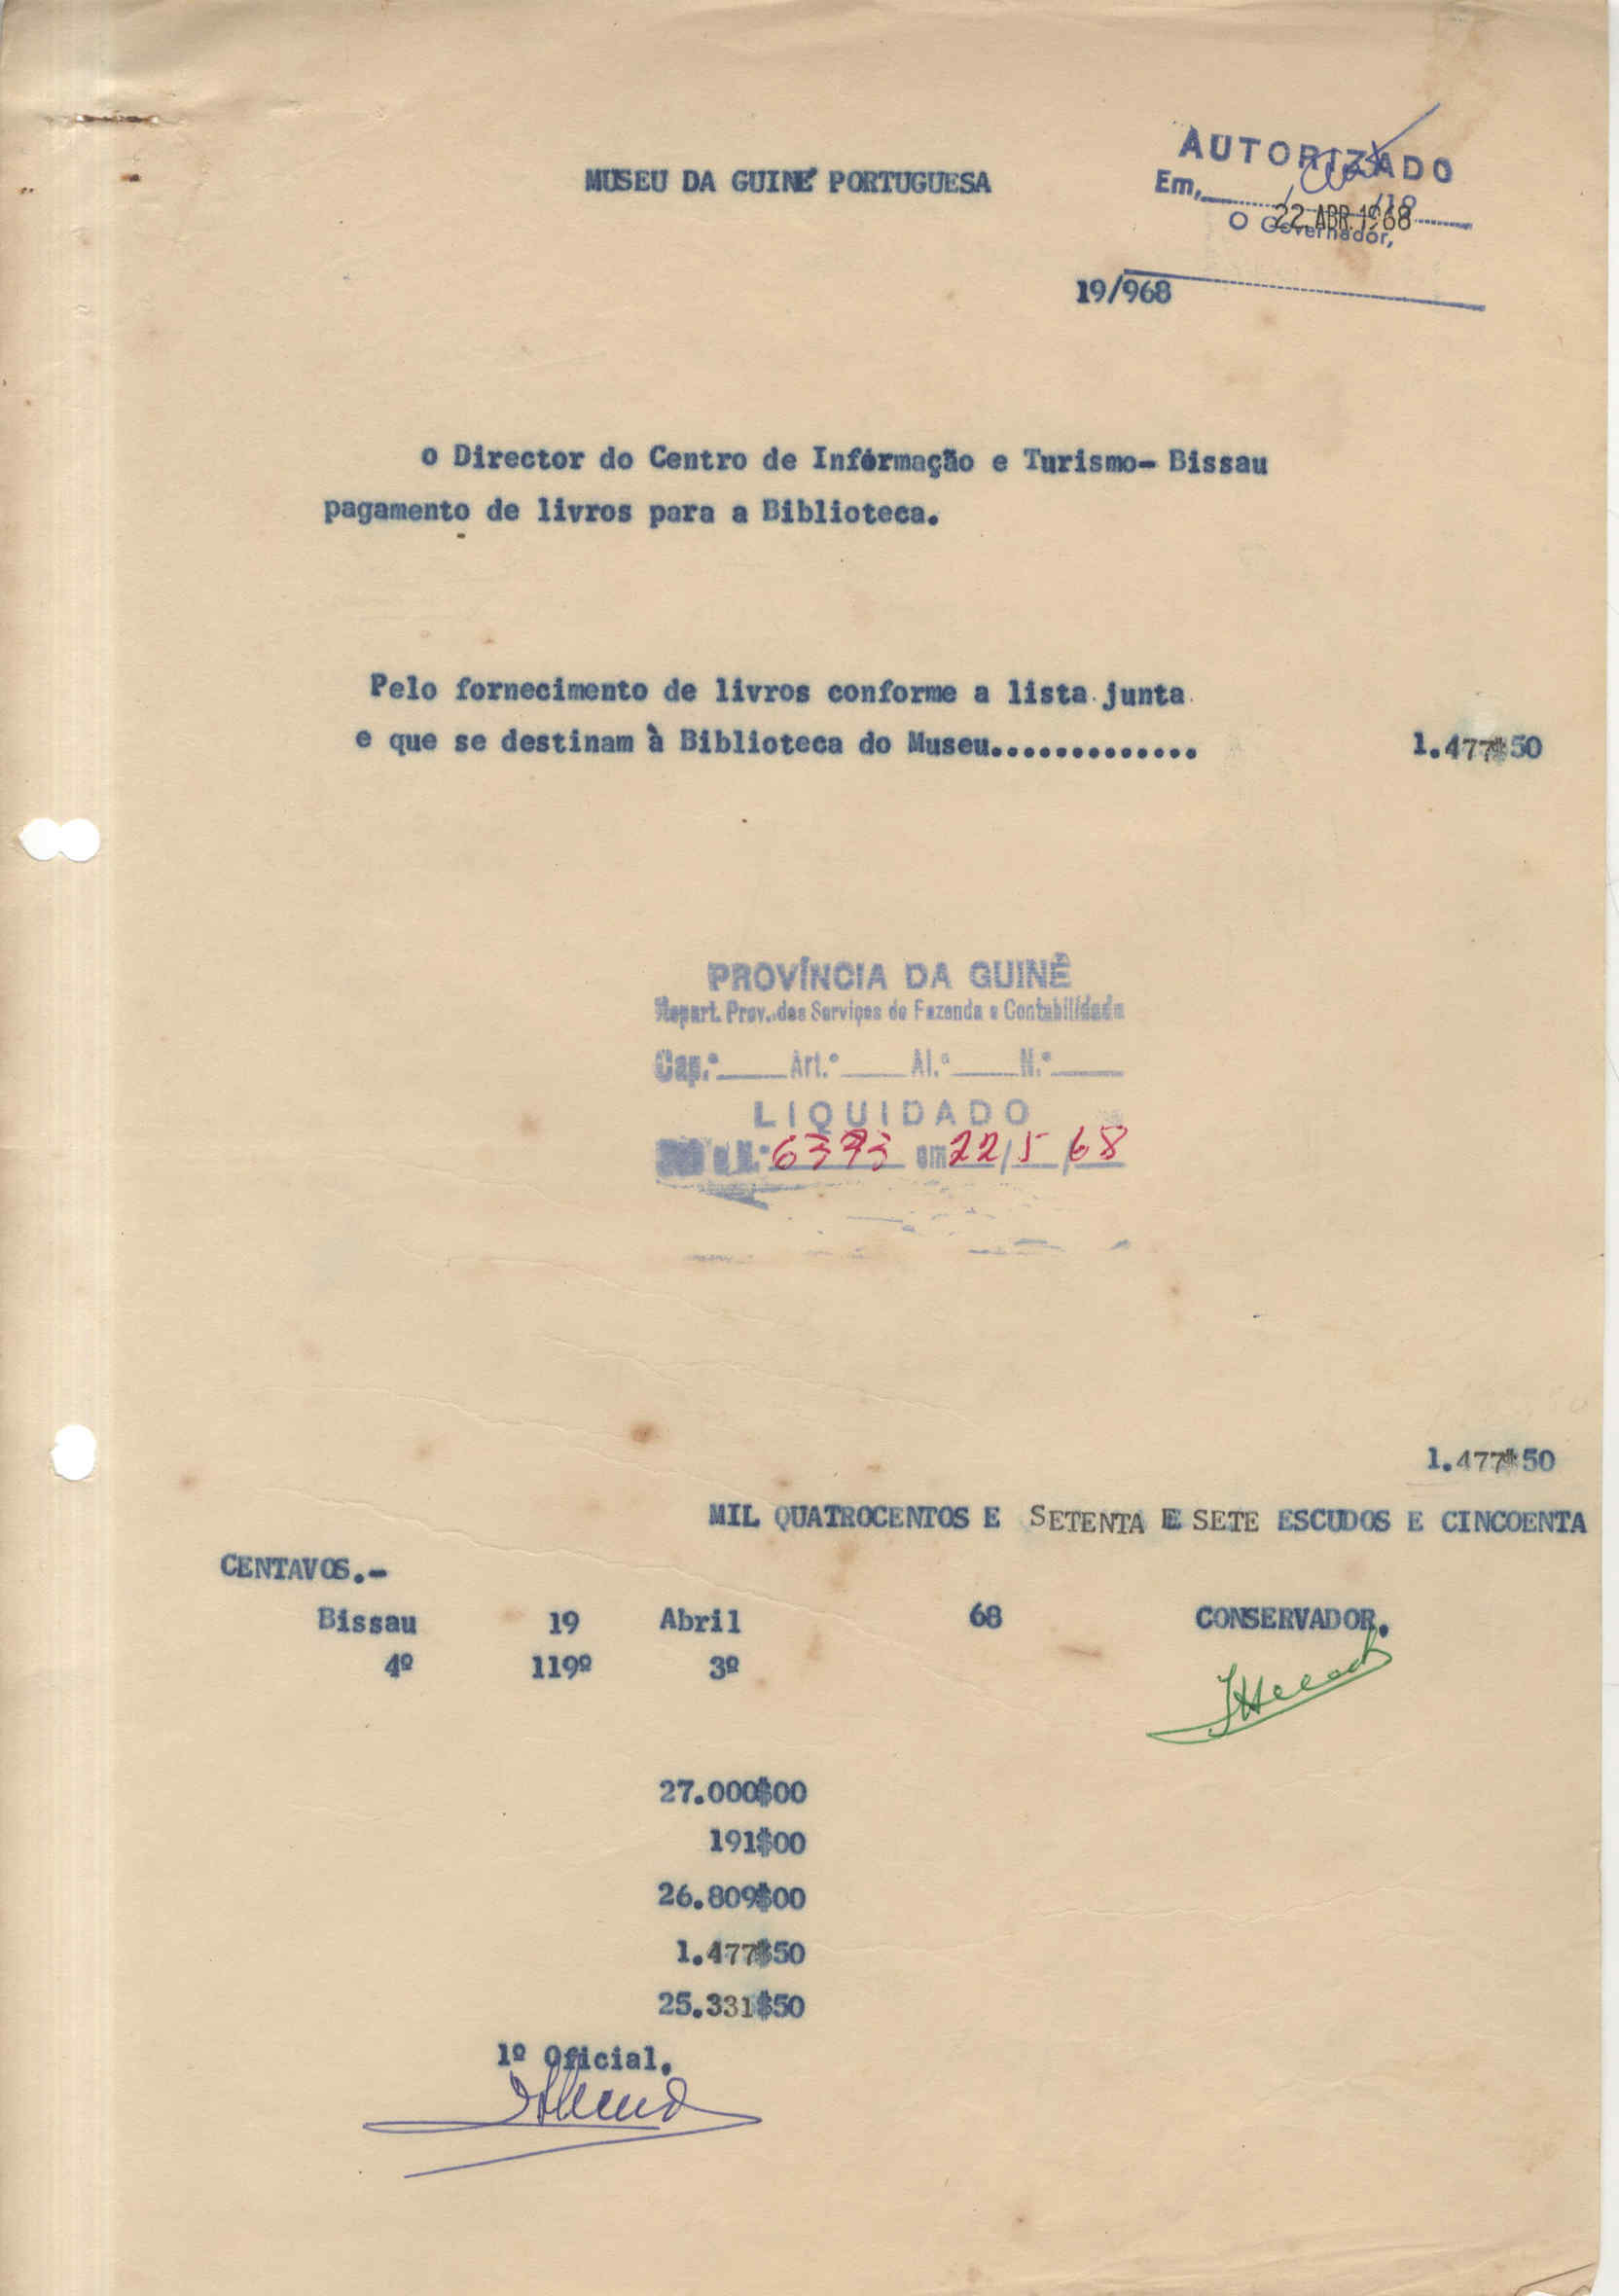 AUTORIZADO
MUSEU DA GUINÉ PORTUGUESA
Em, / /19
22. ABR. 1968
O Governador,
19/968
o Director do Centro de Informação e Turismo- Bissau
pagamento de livros para a Biblioteca.
Pelo fornecimento de livros conforme a lista junta
e que se destinam à Biblioteca do Museu............. 1.477$50
PROVÍNCIA DA GUINÉ
Repart. Prov. dos Serviços de Fazenda e Contabilidade
Cap.º Art.º Al.ª N.º
LIQUIDADO
6393 em 22/5/68
1.477$50
MIL QUATROCENTOS E SETENTA E SETE ESCUDOS E CINCOENTA
CENTAVOS.-
Bissau 19 Abril 68 CONSERVADOR.
4º 119º 3º
27.000$00
191$00
26.809$00
1.477$50
25.331$50
1º Oficial.